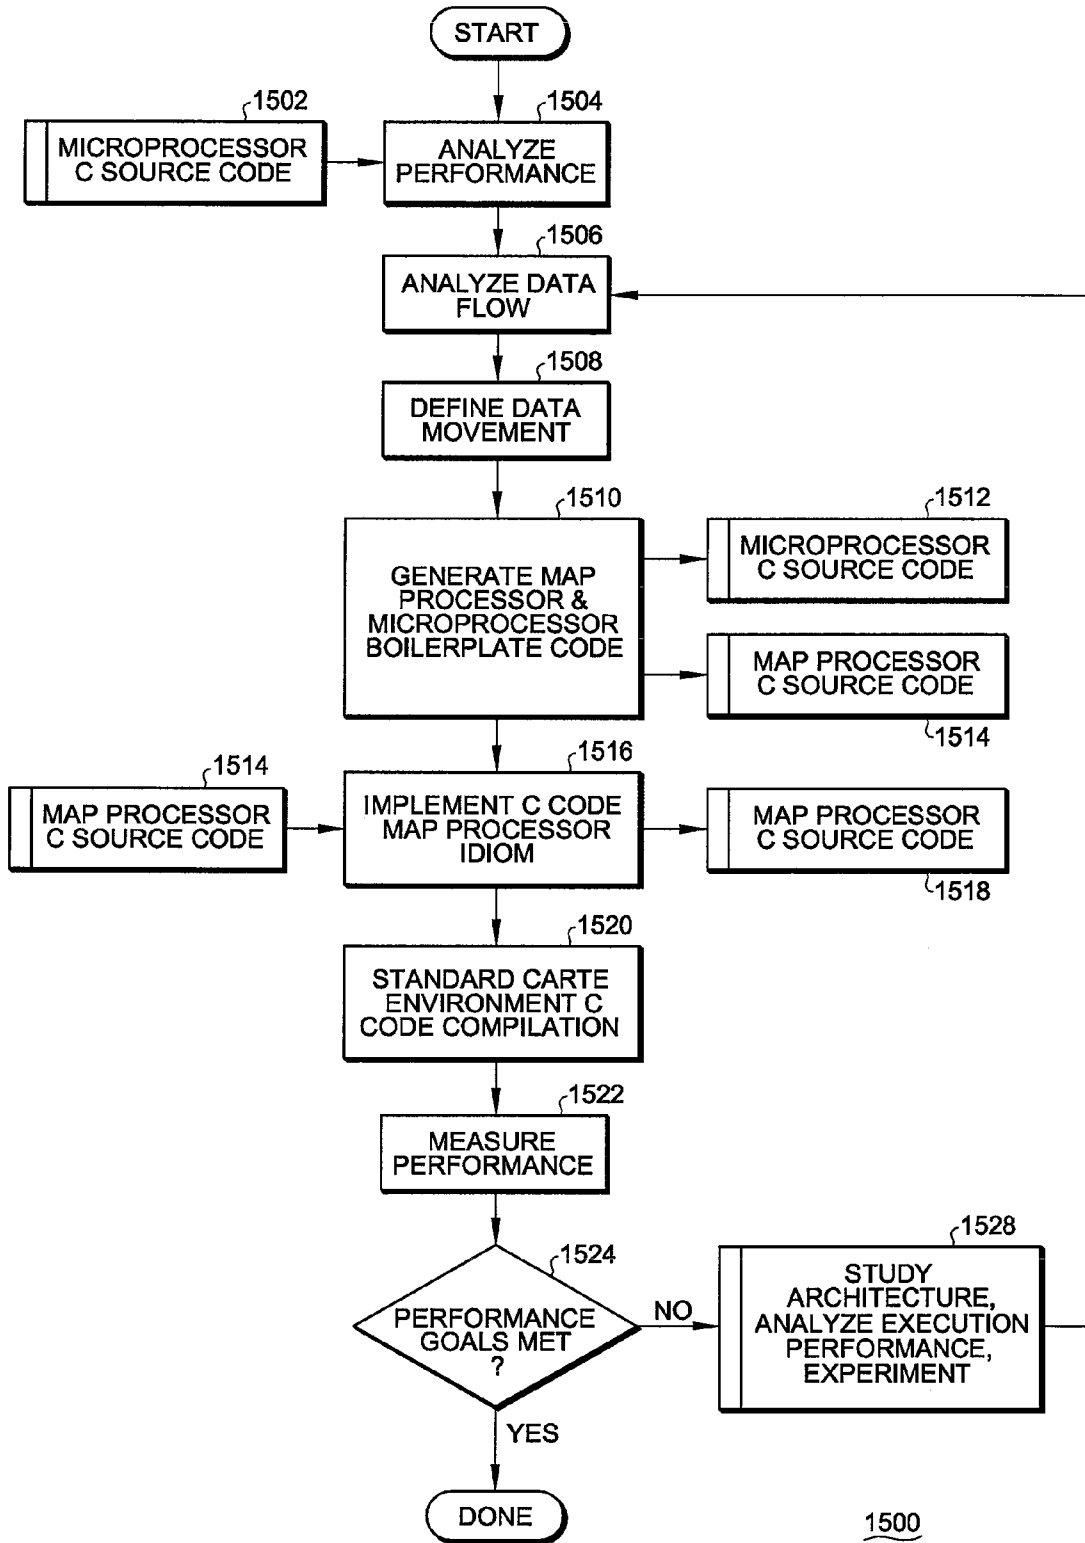 START
1502
MICROPROCESSOR
C SOURCE CODE
1504
ANALYZE
PERFORMANCE
1506
ANALYZE DATA
FLOW
1508
DEFINE DATA
MOVEMENT
1510
GENERATE MAP
PROCESSOR &
MICROPROCESSOR
BOILERPLATE CODE
1512
MICROPROCESSOR
C SOURCE CODE
MAP PROCESSOR
C SOURCE CODE
1514
1514
MAP PROCESSOR
C SOURCE CODE
1516
IMPLEMENT C CODE
MAP PROCESSOR
IDIOM
MAP PROCESSOR
C SOURCE CODE
1518
1520
STANDARD CARTE
ENVIRONMENT C
CODE COMPILATION
1522
MEASURE
PERFORMANCE
1524
PERFORMANCE
GOALS MET
?
NO
1528
STUDY
ARCHITECTURE,
ANALYZE EXECUTION
PERFORMANCE,
EXPERIMENT
YES
DONE
1500